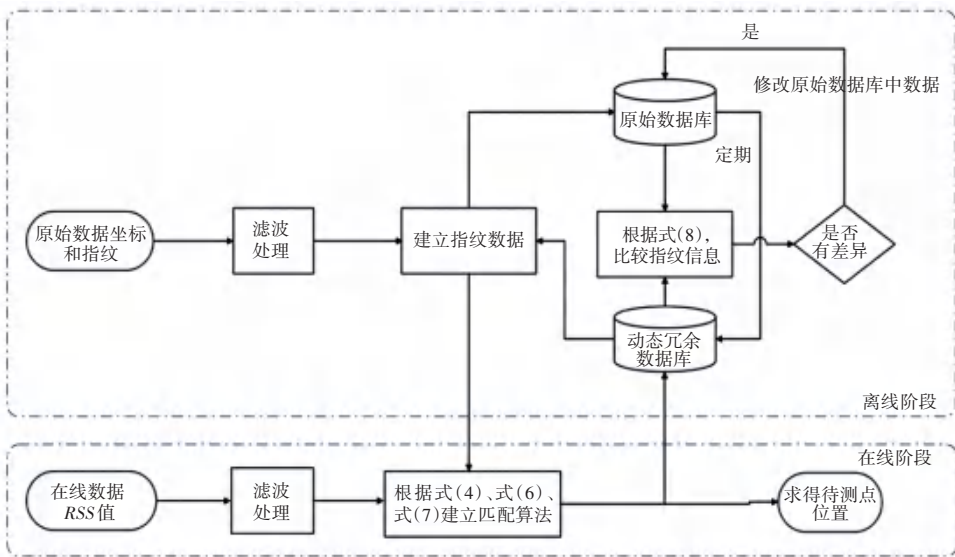 是
修改原始数据库中数据
原始数据库
定期
原始数据坐标
和指纹
滤波
处理
建立指纹数据
根据式(8)，
比较指纹信息
是否
有差异
动态冗余
数据库
离线阶段
在线阶段
在线数据
RSS值
滤波
处理
根据式(4)、式(6)、
式(7)建立匹配算法
求得待测点
位置